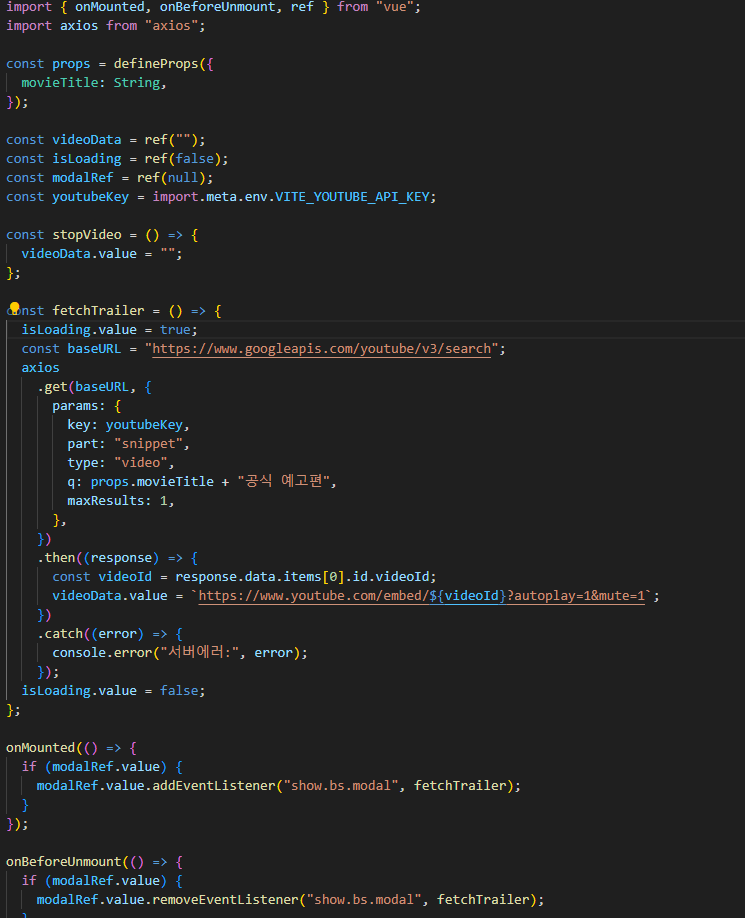 import { onMounted, onBeforeUnmount, ref } from "vue";
import axios from "axios";
const props = defineProps({
movieTitle: String,
});
const videoData = ref("");
const isLoading = ref(false);
const modalRef = ref(null);
const youtubeKey = import.meta.env.VITE_YOUTUBE_API_KEY;
const stopVideo = () => {
videoData.value = "";
};
const fetchTrailer = () => {
isLoading.value = true;
const baseURL = "https://www.googleapis.com/youtube/v3/search";
axios
.get(baseURL, {
params: {
key: youtubeKey,
part: "snippet",
type: "video",
q: props.movieTitle + "공식 예고편",
maxResults: 1,
},
})
.then((response) => {
const videoId = response.data.items[0].id.videoId;
videoData.value = `https://www.youtube.com/embed/${videoId}?autoplay=1&mute=1`;
})
.catch((error) => {
console.error("서버에러:", error);
});
isLoading.value = false;
};
onMounted(() => {
if (modalRef.value) {
modalRef.value.addEventListener("show.bs.modal", fetchTrailer);
}
});
onBeforeUnmount(() => {
if (modalRef.value) {
modalRef.value.removeEventListener("show.bs.modal", fetchTrailer);
}